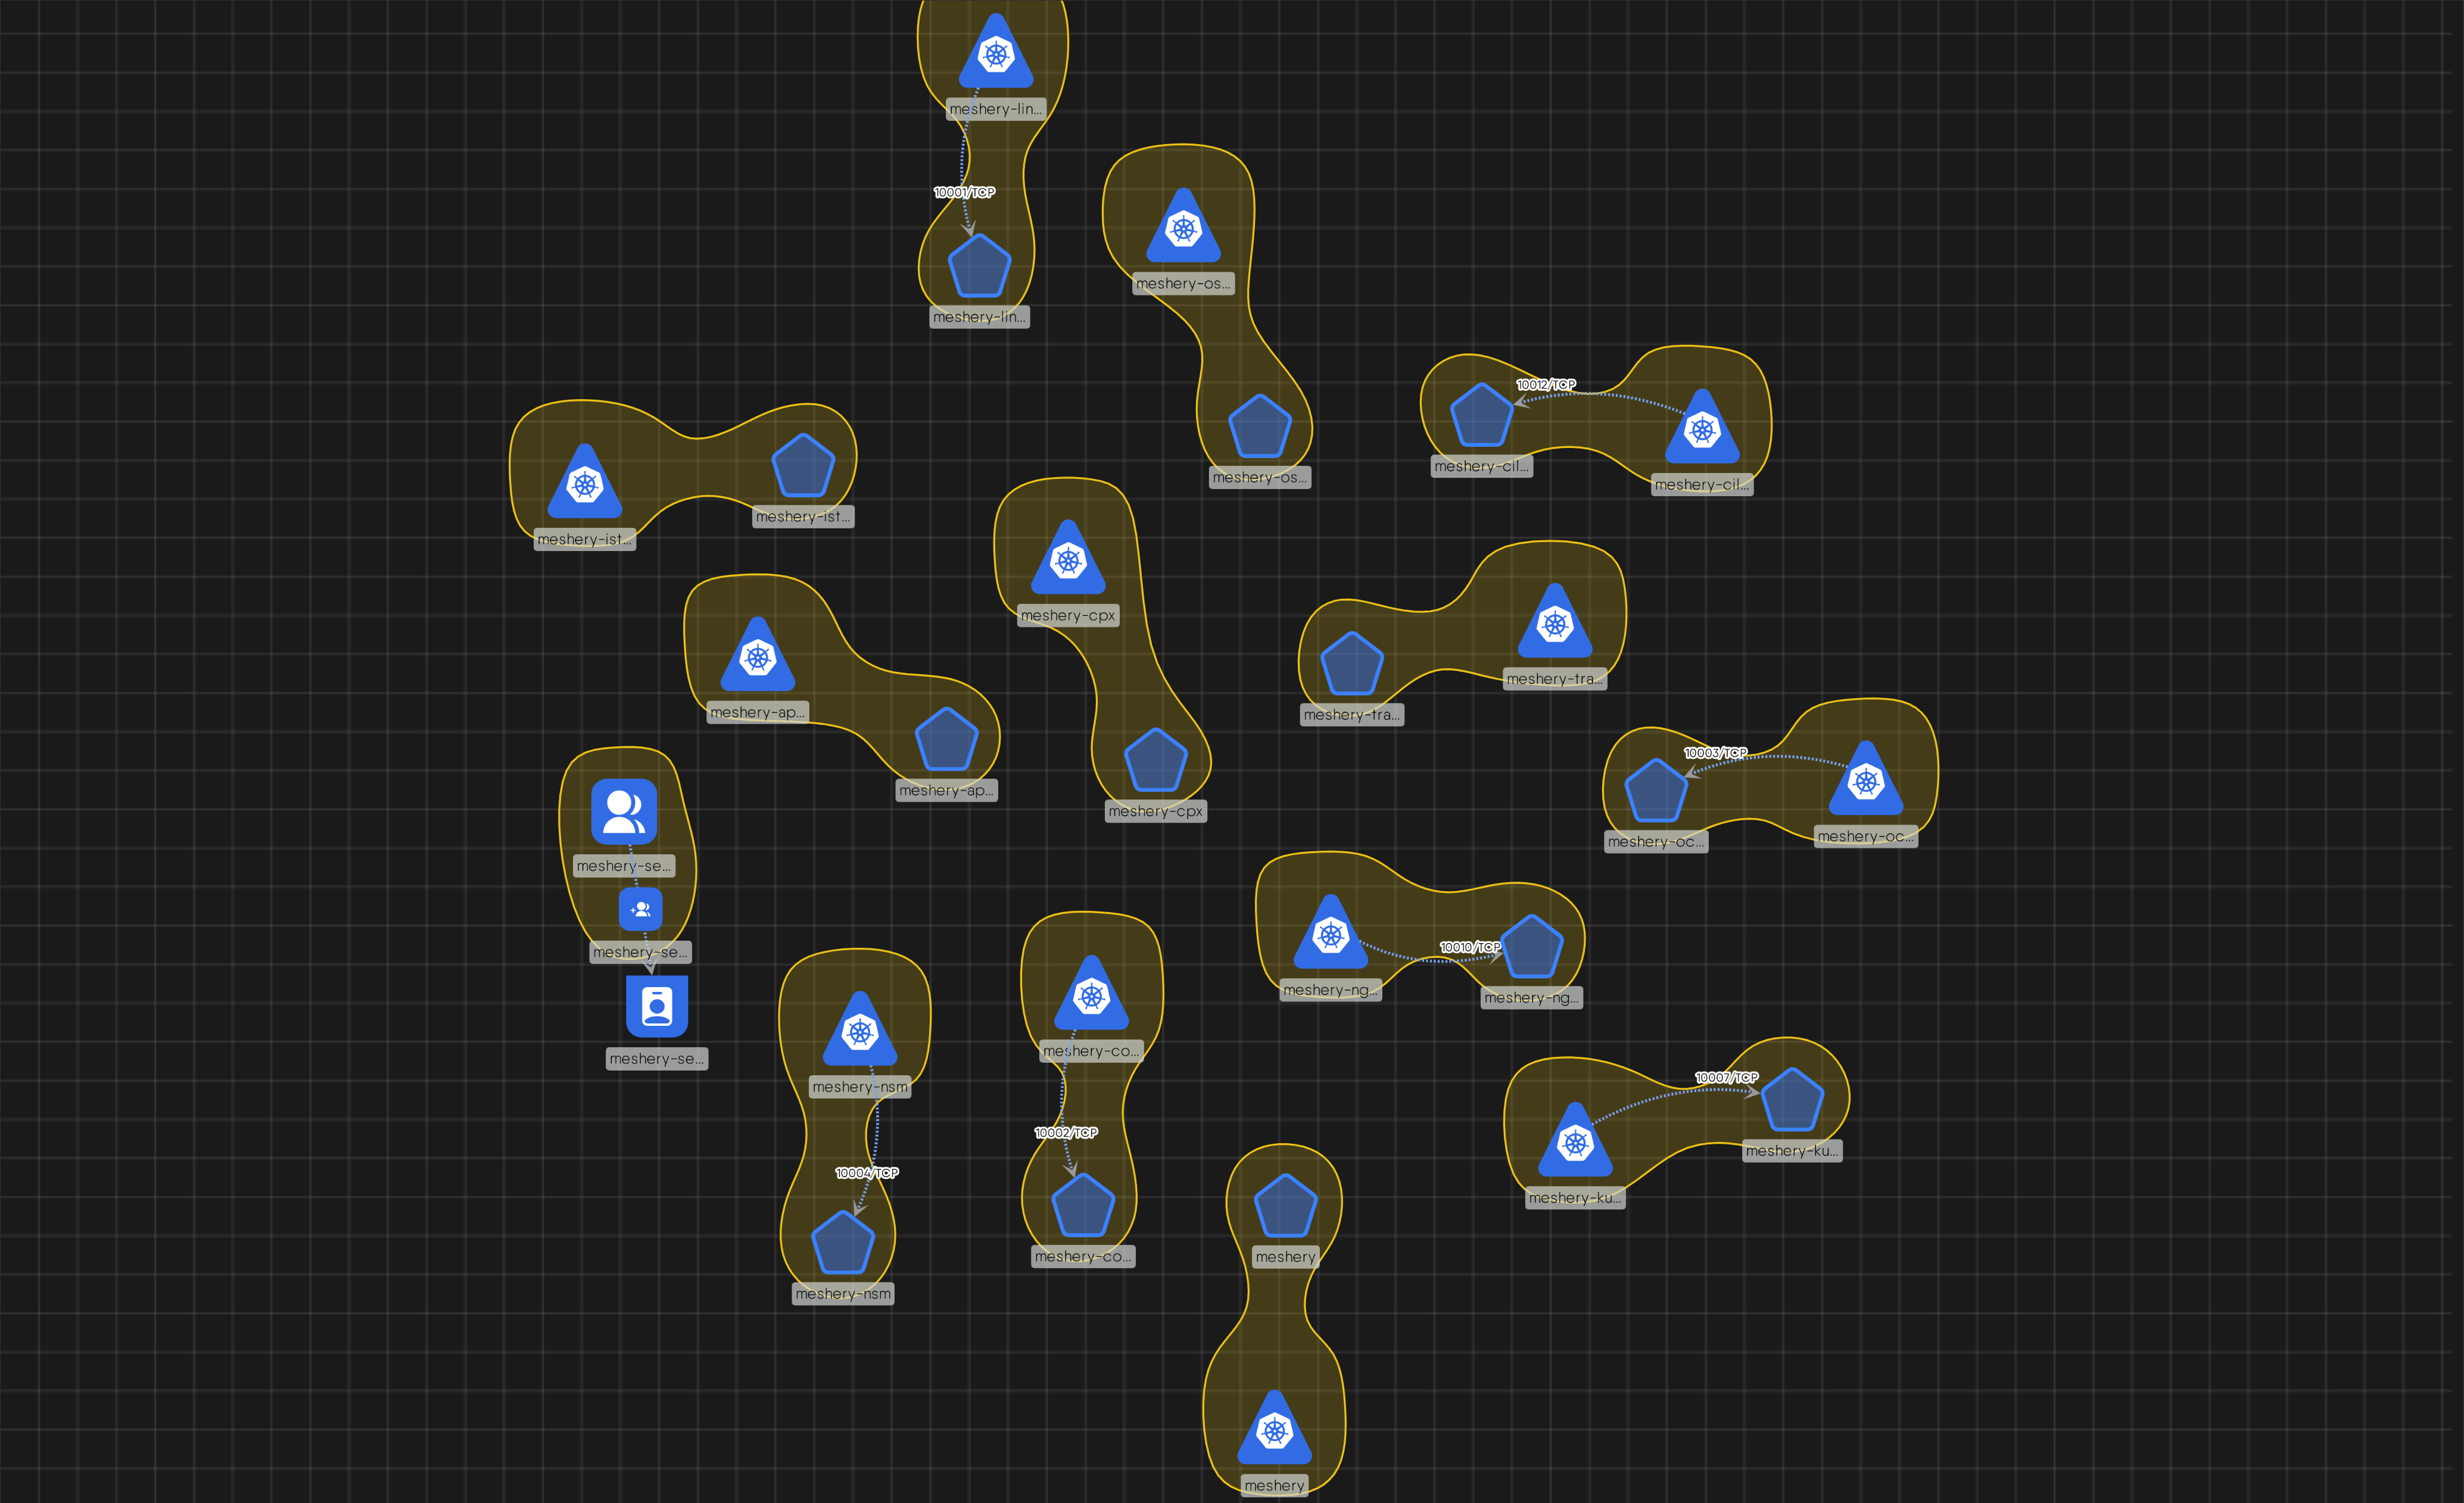 meshery-lin...
10001/TCP
meshery-os...
meshery-lin...
10012/TCP
meshery-cil...
meshery-os...
meshery-cil...
meshery-ist...
meshery-ist...
meshery-cpx
meshery-tra...
meshery-ap...
meshery-tra...
10003/TCP
meshery-ap...
meshery-cpx
meshery-oc...
meshery-oc...
meshery-se...
10010/TCP
meshery-se...
meshery-ng...
meshery-ng...
meshery-co...
meshery-se...
10007/TCP
meshery-nsm
10002/TCP
meshery-ku...
10004/TCP
meshery-ku...
meshery-co...
meshery
meshery-nsm
meshery